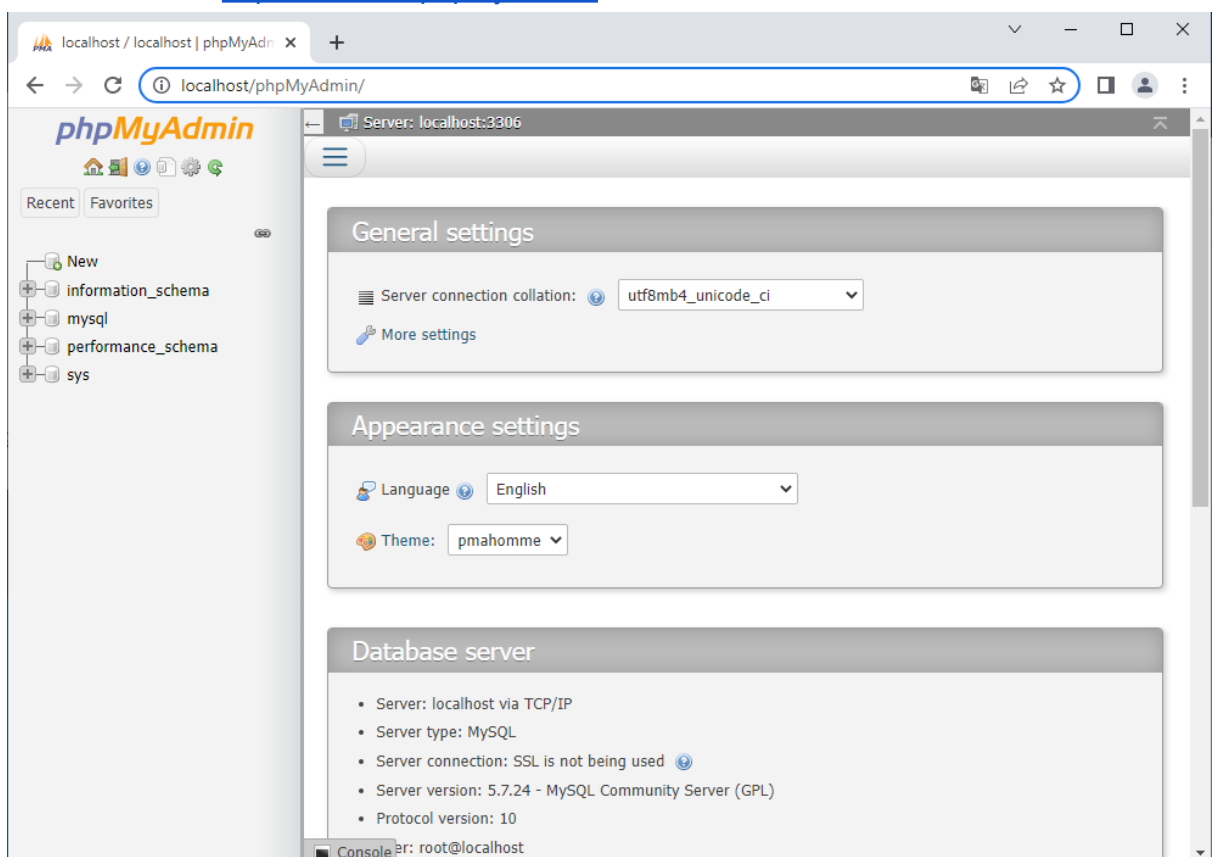 localhost / localhost | phpMyAdn
localhost/phpMyAdmin/
phpMyAdmin
Recent Favorites
New
information_schema
mysql
performance_schema
sys
Server: localhost:3306
General settings
Server connection collation: utf8mb4_unicode_ci
More settings
Appearance settings
Language English
Theme: pmahomme
Database server
Server: localhost via TCP/IP
Server type: MySQL
Server connection: SSL is not being used
Server version: 5.7.24 - MySQL Community Server (GPL)
Protocol version: 10
er: root@localhost
Console